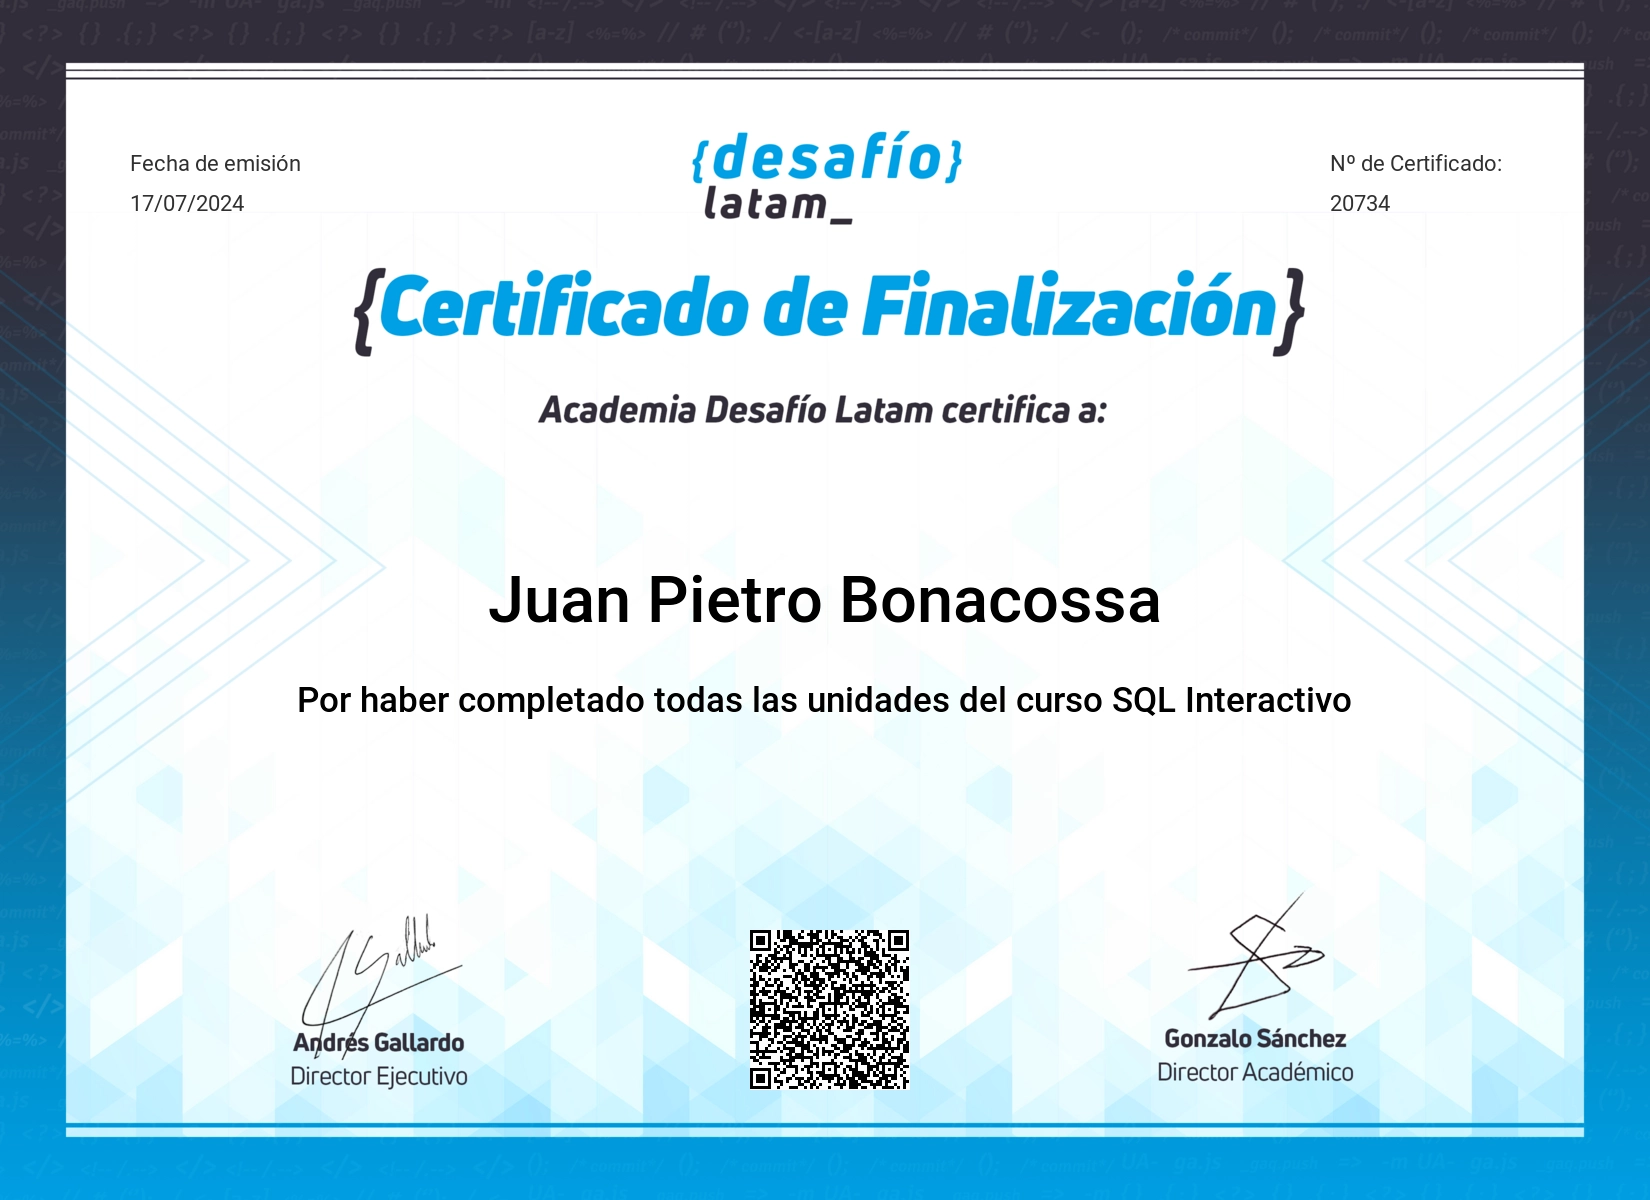 Fecha de emisión
17/07/2024
{desafío}
latam_
Nº de Certificado:
20734
{Certificado de Finalización}
Academia Desafío Latam certifica a:
Juan Pietro Bonacossa
Por haber completado todas las unidades del curso SQL Interactivo
Andrés Gallardo
Director Ejecutivo
Gonzalo Sánchez
Director Académico